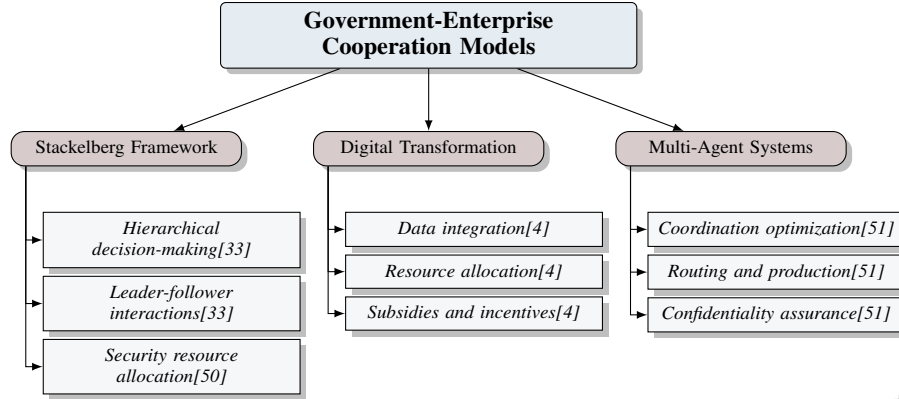 Government-Enterprise
Cooperation Models
Stackelberg Framework
Hierarchical
decision-making[33]
Leader-follower
interactions[33]
Security resource
allocation[50]
Digital Transformation
Data integration[4]
Resource allocation[4]
Subsidies and incentives[4]
Multi-Agent Systems
Coordination optimization[51]
Routing and production[51]
Confidentiality assurance[51]